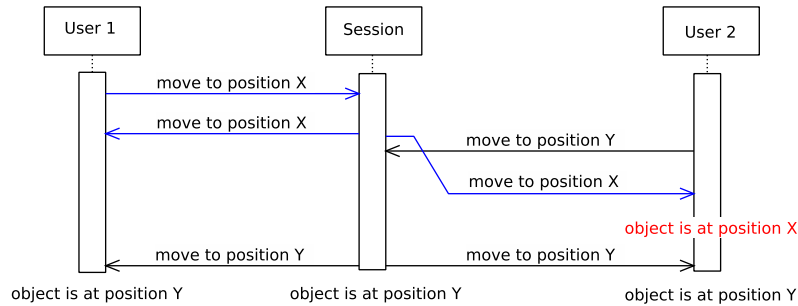 User 1
Session
User 2
move to position X
move to position X
move to position Y
move to position X
object is at position X
move to position Y
move to position Y
object is at position Y
object is at position Y
object is at position Y